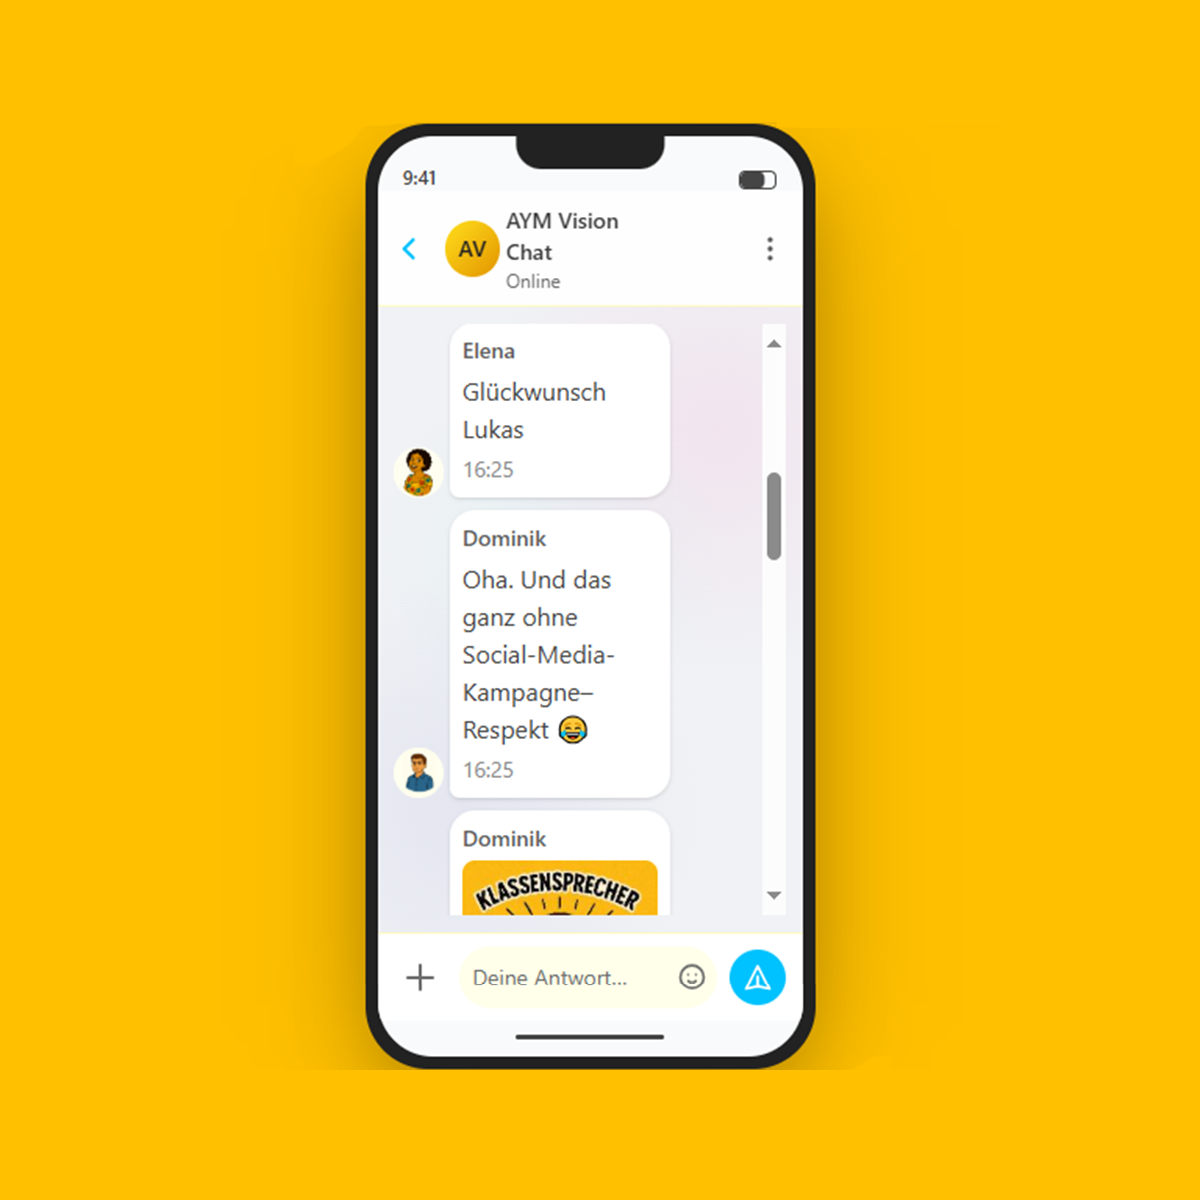 9:41
AV
AYM Vision
Chat
Online
Elena
Glückwunsch
Lukas
16:25
Dominik
Oha. Und das
ganz ohne
Social-Media-
Kampagne–
Respekt 😂
16:25
Dominik
KLASSENSPRECHER
Deine Antwort...